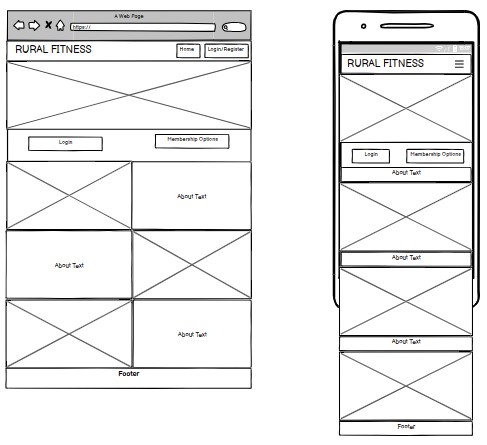 A Web Page
https://
RURAL FITNESS
Home
Login/Register
Login
Membership Options
About Text
About Text
About Text
Footer
RURAL FITNESS
Login
Membership Options
About Text
About Text
About Text
Footer